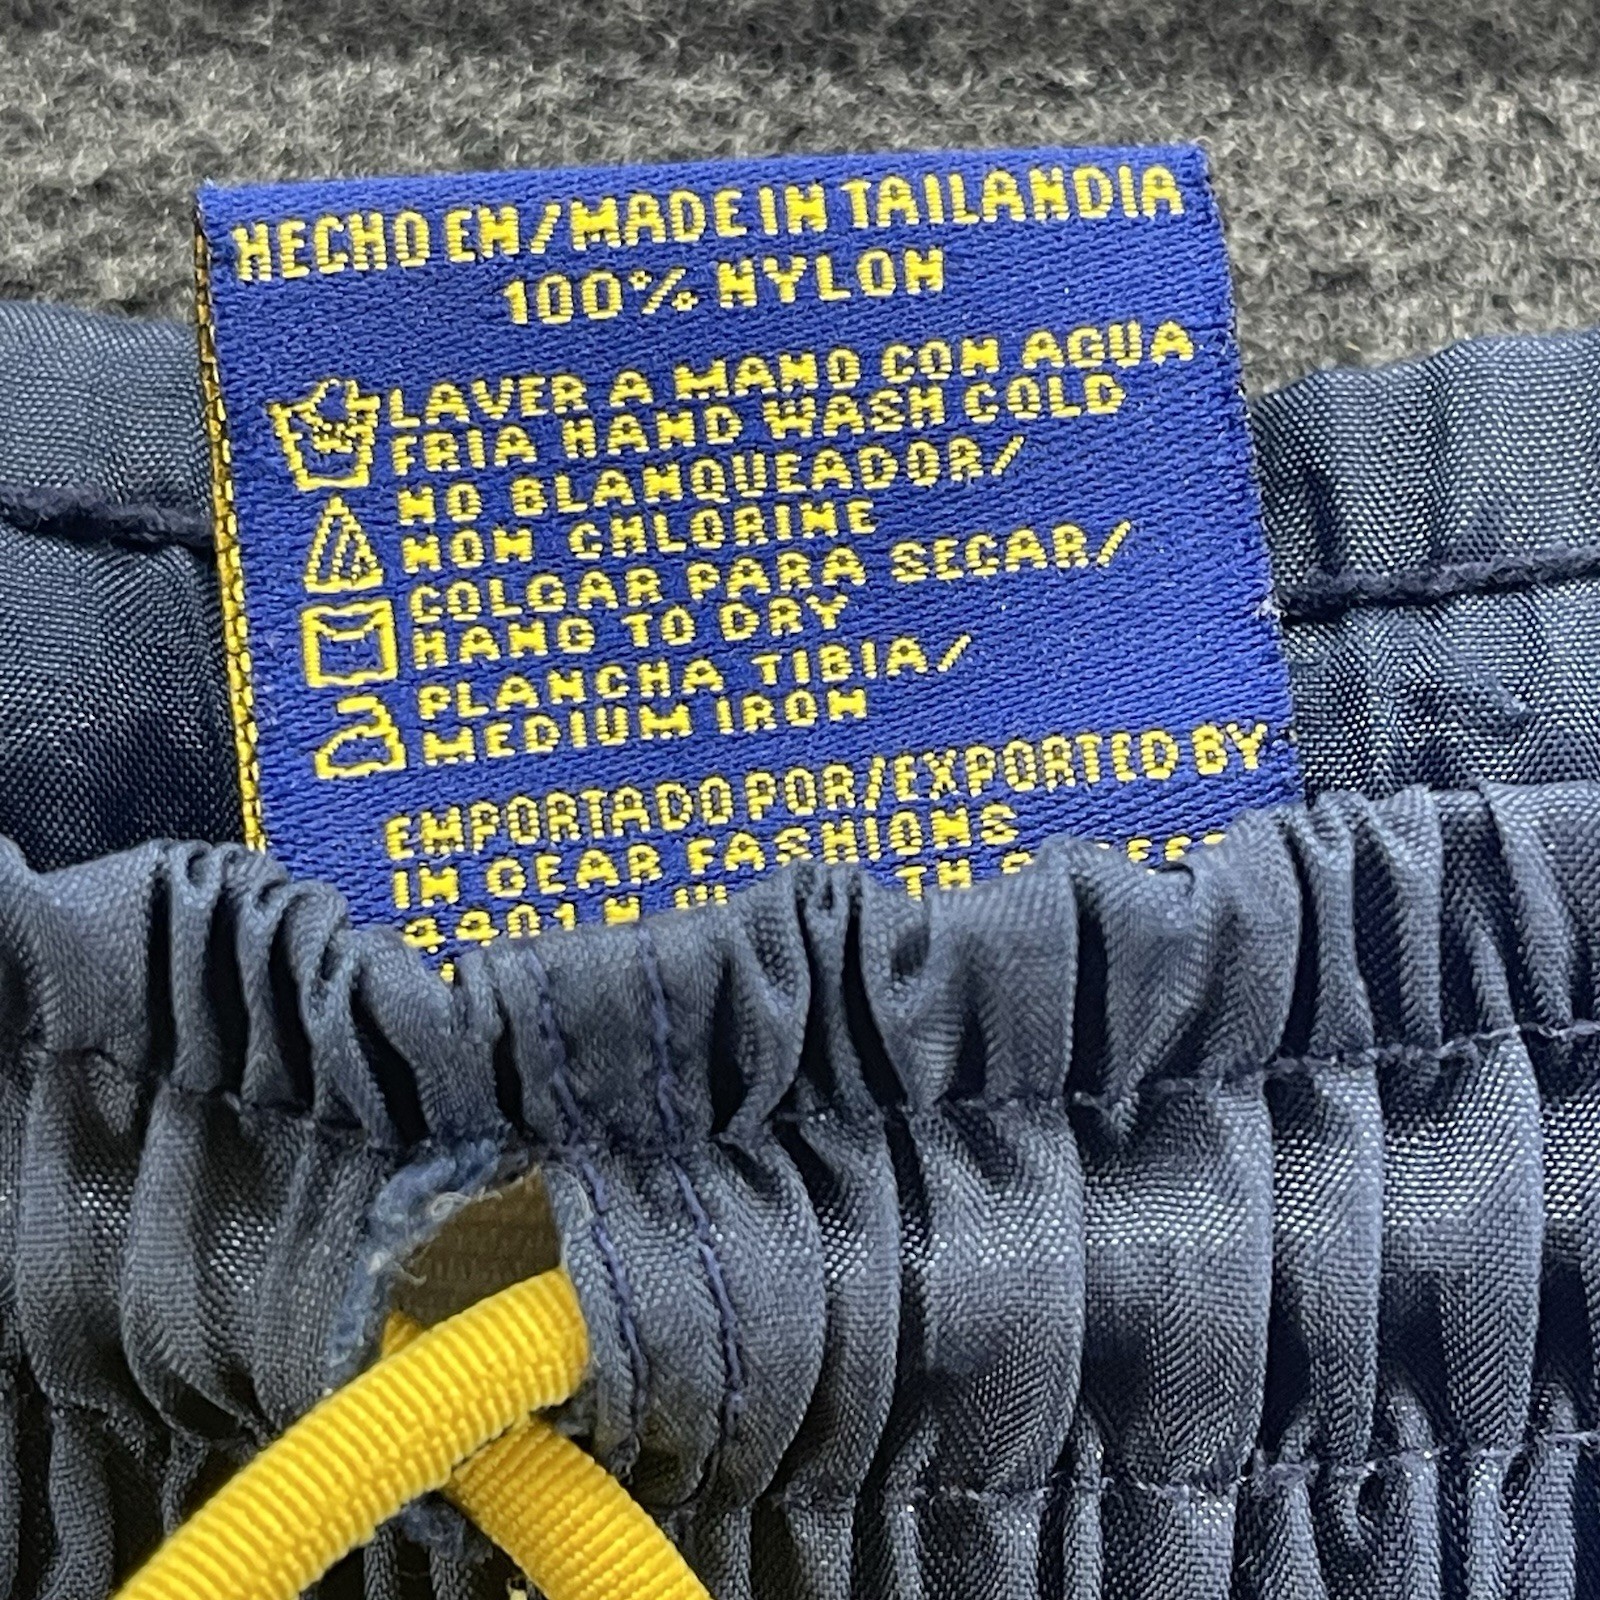 HECHO EN/MADE IN TAILANDIA
100% NYLON
LAVER A MANO CON AGUA
FRIA HAND WASH COLD
NO BLANQUEADOR/
NON CHLORINE
COLGAR PARA SECAR/
HANG TO DRY
PLANCHA TIBIA/
MEDIUM IRON
EMPORTADO POR/EXPORTED BY
IN GEAR FASHIONS
N